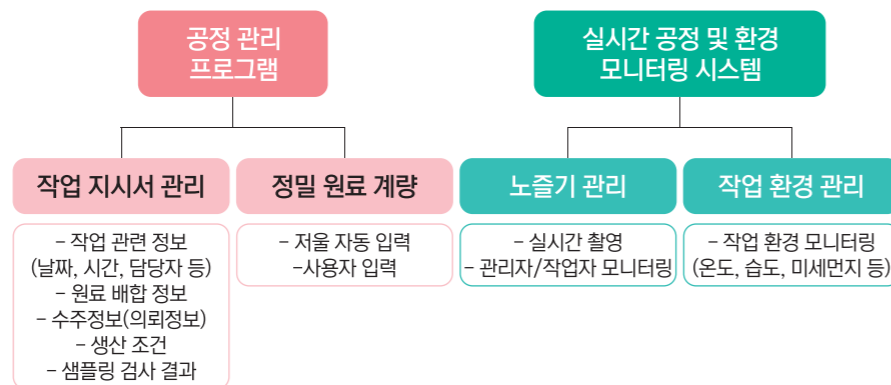 공정 관리
프로그램
실시간 공정 및 환경
모니터링 시스템
작업 지시서 관리
정밀 원료 계량
노즐기 관리
작업 환경 관리
- 작업 관련 정보
(날짜, 시간, 담당자 등)
- 원료 배합 정보
- 수주정보(의뢰정보)
- 생산 조건
- 샘플링 검사 결과
- 저울 자동 입력
-사용자 입력
- 실시간 촬영
- 관리자/작업자 모니터링
- 작업 환경 모니터링
(온도, 습도, 미세먼지 등)